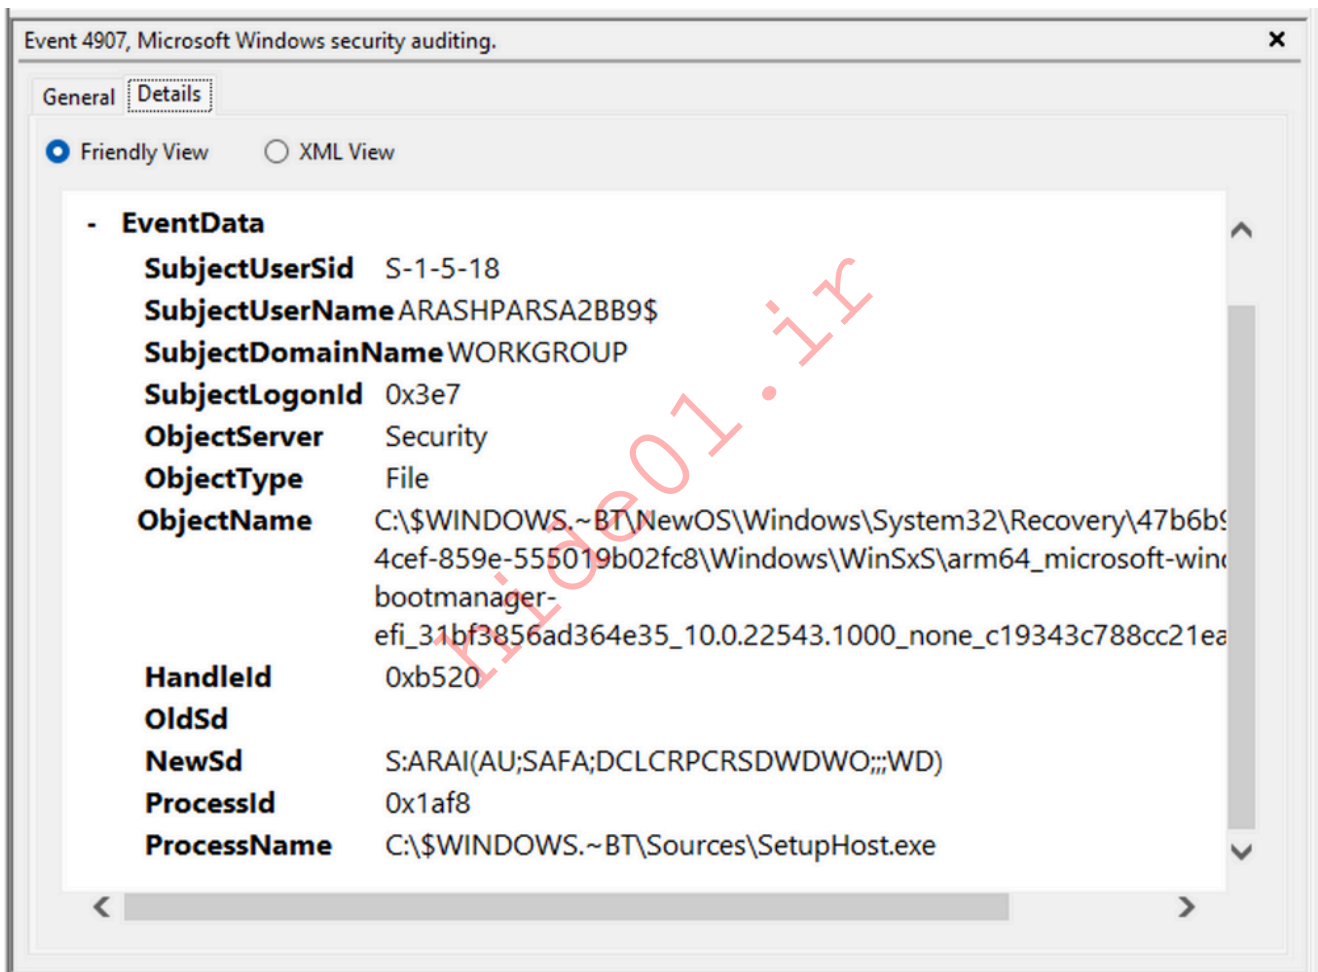 Event 4907, Microsoft Windows security auditing.
General Details
Friendly View XML View
- EventData
SubjectUserSid S-1-5-18
SubjectUserName ARASHPARSA2BB9$
SubjectDomainName WORKGROUP
SubjectLogonId 0x3e7
ObjectServer Security
ObjectType File
ObjectName C:\$WINDOWS.~BT\NewOS\Windows\System32\Recovery\47b6b9
4cef-859e-555019b02fc8\Windows\WinSxS\arm64_microsoft-wind
bootmanager-
efi_31bf3856ad364e35_10.0.22543.1000_none_c19343c788cc21ea
HandleId 0xb520
OldSd
NewSd S:ARAI(AU;SAFA;DCLCRPCRSDWDWO;;;WD)
ProcessId 0x1af8
ProcessName C:\$WINDOWS.~BT\Sources\SetupHost.exe
hide01.ir